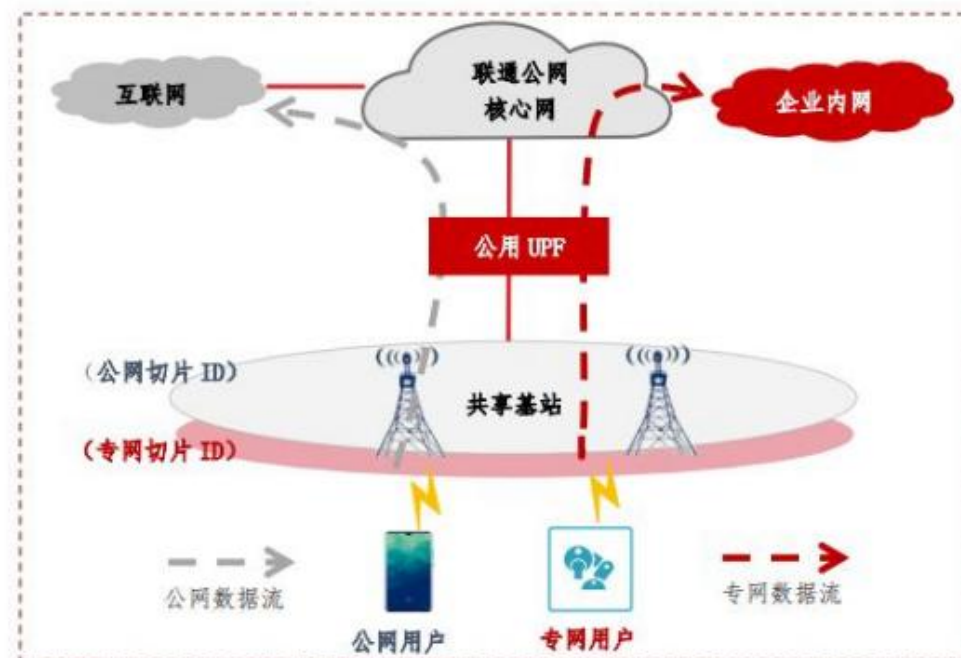 互联网
联通公网
核心网
企业内网
公用 UPF
（公网切片 ID）
共享基站
（专网切片 ID）
公网数据流
专网数据流
公网用户
专网用户